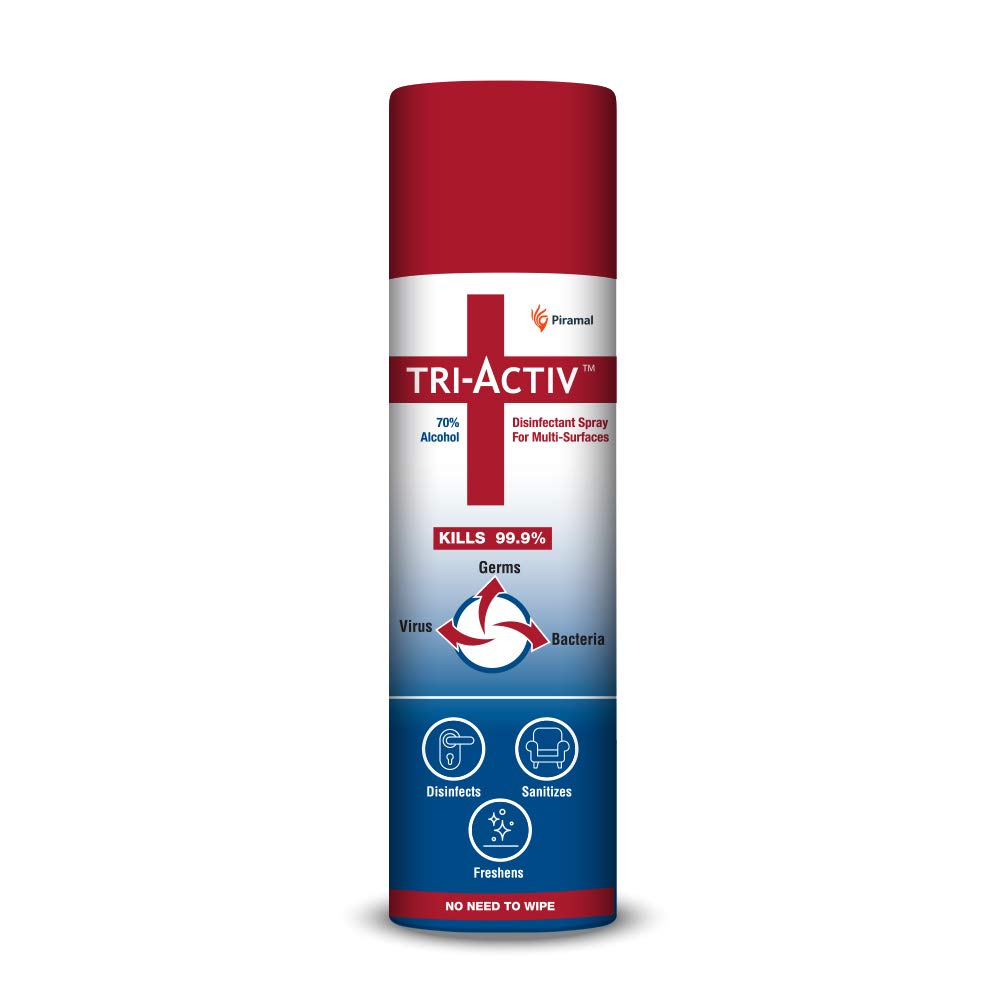 Piramal
TRI-ACTIV™
70%
Alcohol
Disinfectant Spray
For Multi-Surfaces
KILLS 99.9%
Germs
Virus
Bacteria
Disinfects
Sanitizes
Freshens
NO NEED TO WIPE